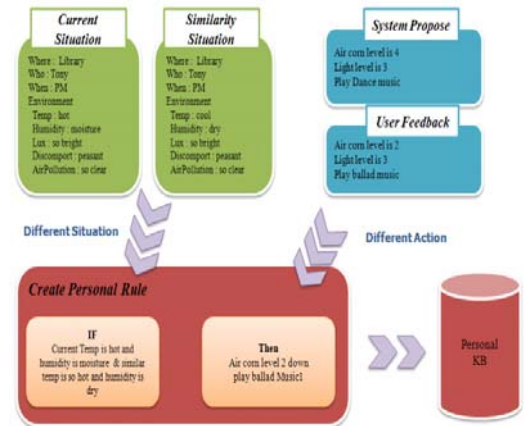 Current
Situation
Where : Library
Who : Tony
When : PM
Environment
Temp : hot
Humidity : moisture
Lux : so bright
Discomport : peasant
AirPollution : so clear
Similarity
Situation
Where : Library
Who : Tony
When : PM
Environment
Temp : cool
Humidity : dry
Lux : so bright
Discomport : peasant
AirPollution : so clear
System Propose
Air corn level is 4
Light level is 3
Play Dance music
User Feedback
Air corn level is 2
Light level is 3
Play ballad music
Different Situation
Different Action
Create Personal Rule
IF
Current Temp is hot and
humidity is moisture & similar
temp is so hot and humidity is
dry
Then
Air corn level 2 down
play ballad Music1
Personal
KB